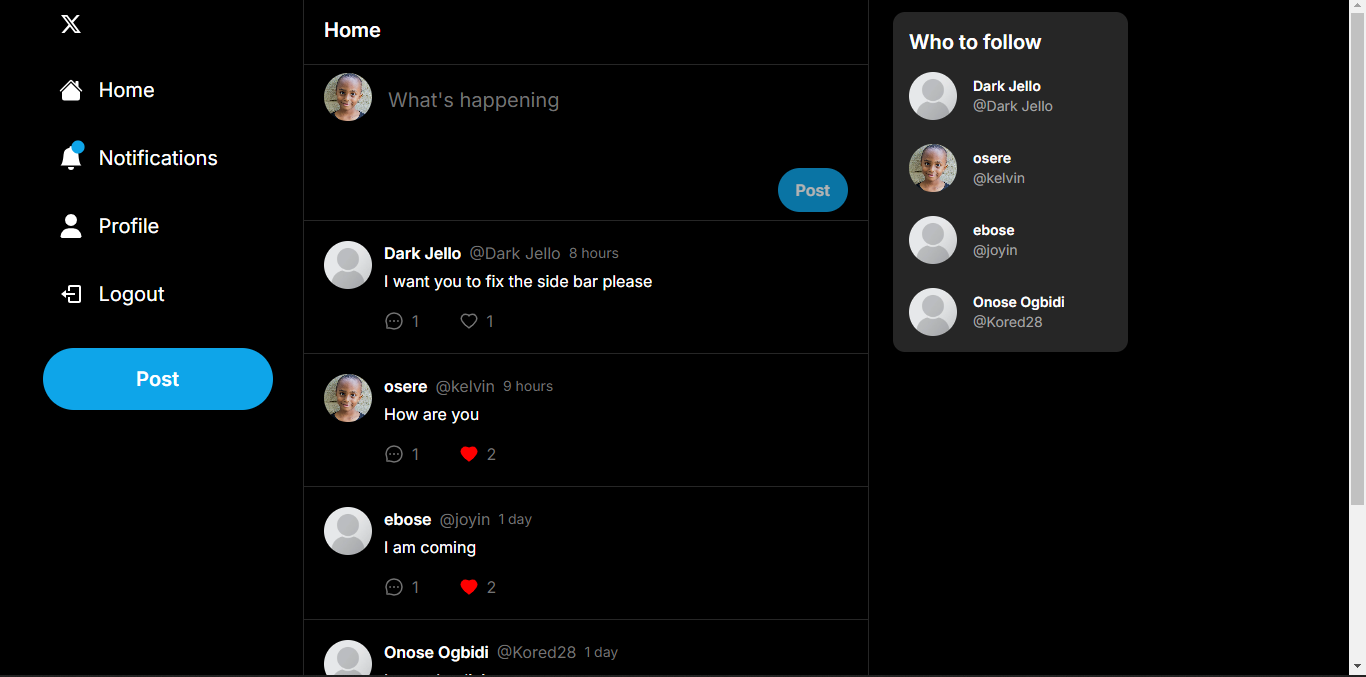 Home
Notifications
Profile
Logout
Post
Home
What's happening
Post
Dark Jello @Dark Jello 8 hours
I want you to fix the side bar please
1 1
osere @kelvin 9 hours
How are you
1 2
ebose @joyin 1 day
I am coming
1 2
Onose Ogbidi @Kored28 1 day
Who to follow
Dark Jello
@Dark Jello
osere
@kelvin
ebose
@joyin
Onose Ogbidi
@Kored28